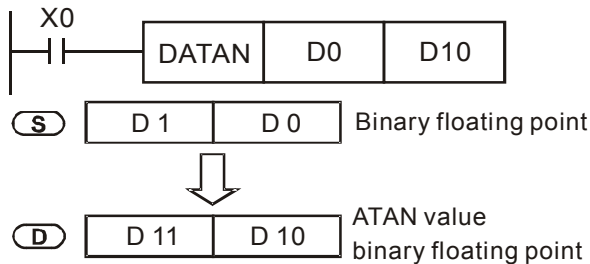 X0
DATAN D0 D10
S D 1 D 0 Binary floating point
D D 11 D 10 ATAN value
binary floating point